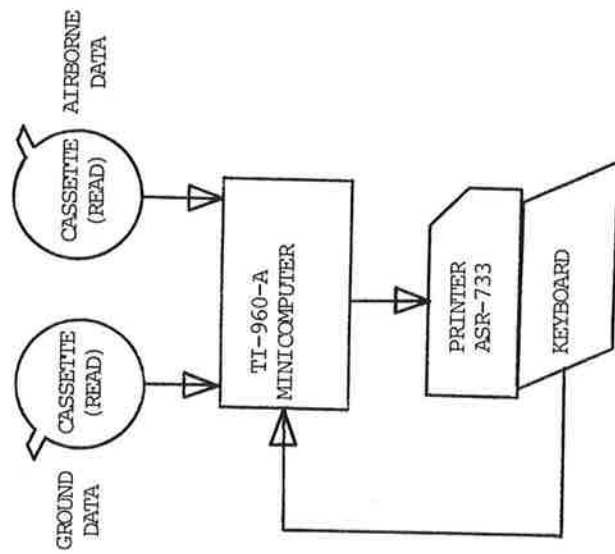 GROUND
DATA
CASSETTE
(READ)
CASSETTE
(READ)
AIRBORNE
DATA
TI-960-A
MINICOMPUTER
PRINTER
ASR-733
KEYBOARD